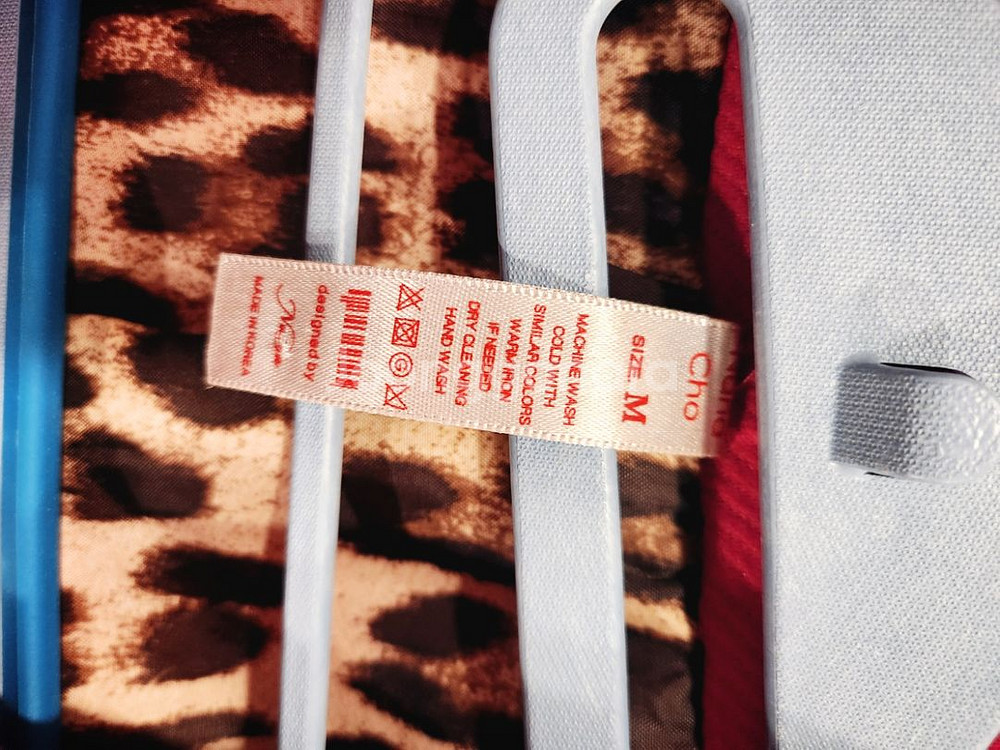 Cho
SIZE. M
MACHINE WASH
COLD WITH
SIMILAR COLORS
WARM IRON
IF NEEDED
DRY CLEANING
HAND WAGH
designed by
MADE IN KOREA